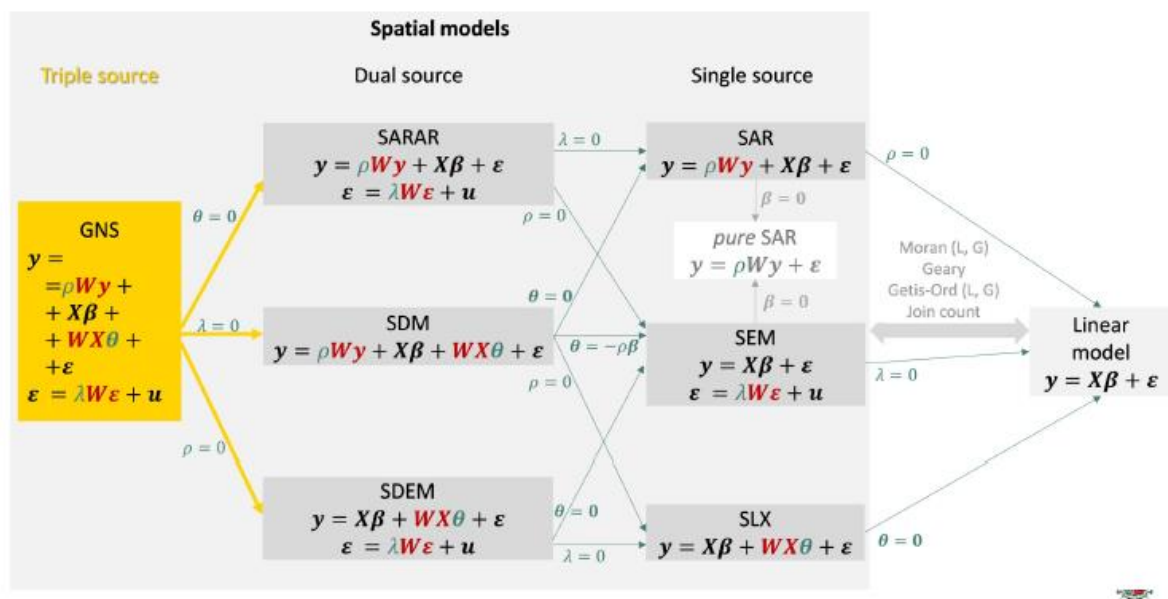 Spatial models
Triple source
Dual source
Single source
GNS
y =
=ρWy +
+ Xβ +
+ WXθ +
+ε
ε = λWε + u
θ = 0
λ = 0
ρ = 0
SARAR
y = ρWy + Xβ + ε
ε = λWε + u
SDM
y = ρWy + Xβ + WXθ + ε
SDEM
y = Xβ + WXθ + ε
ε = λWε + u
λ = 0
ρ = 0
θ = 0
θ = −ρβ
ρ = 0
θ = 0
λ = 0
SAR
y = ρWy + Xβ + ε
β = 0
pure SAR
y = ρWy + ε
β = 0
SEM
y = Xβ + ε
ε = λWε + u
SLX
y = Xβ + WXθ + ε
ρ = 0
Moran (L, G)
Geary
Getis-Ord (L, G)
Join count
λ = 0
θ = 0
Linear
model
y = Xβ + ε